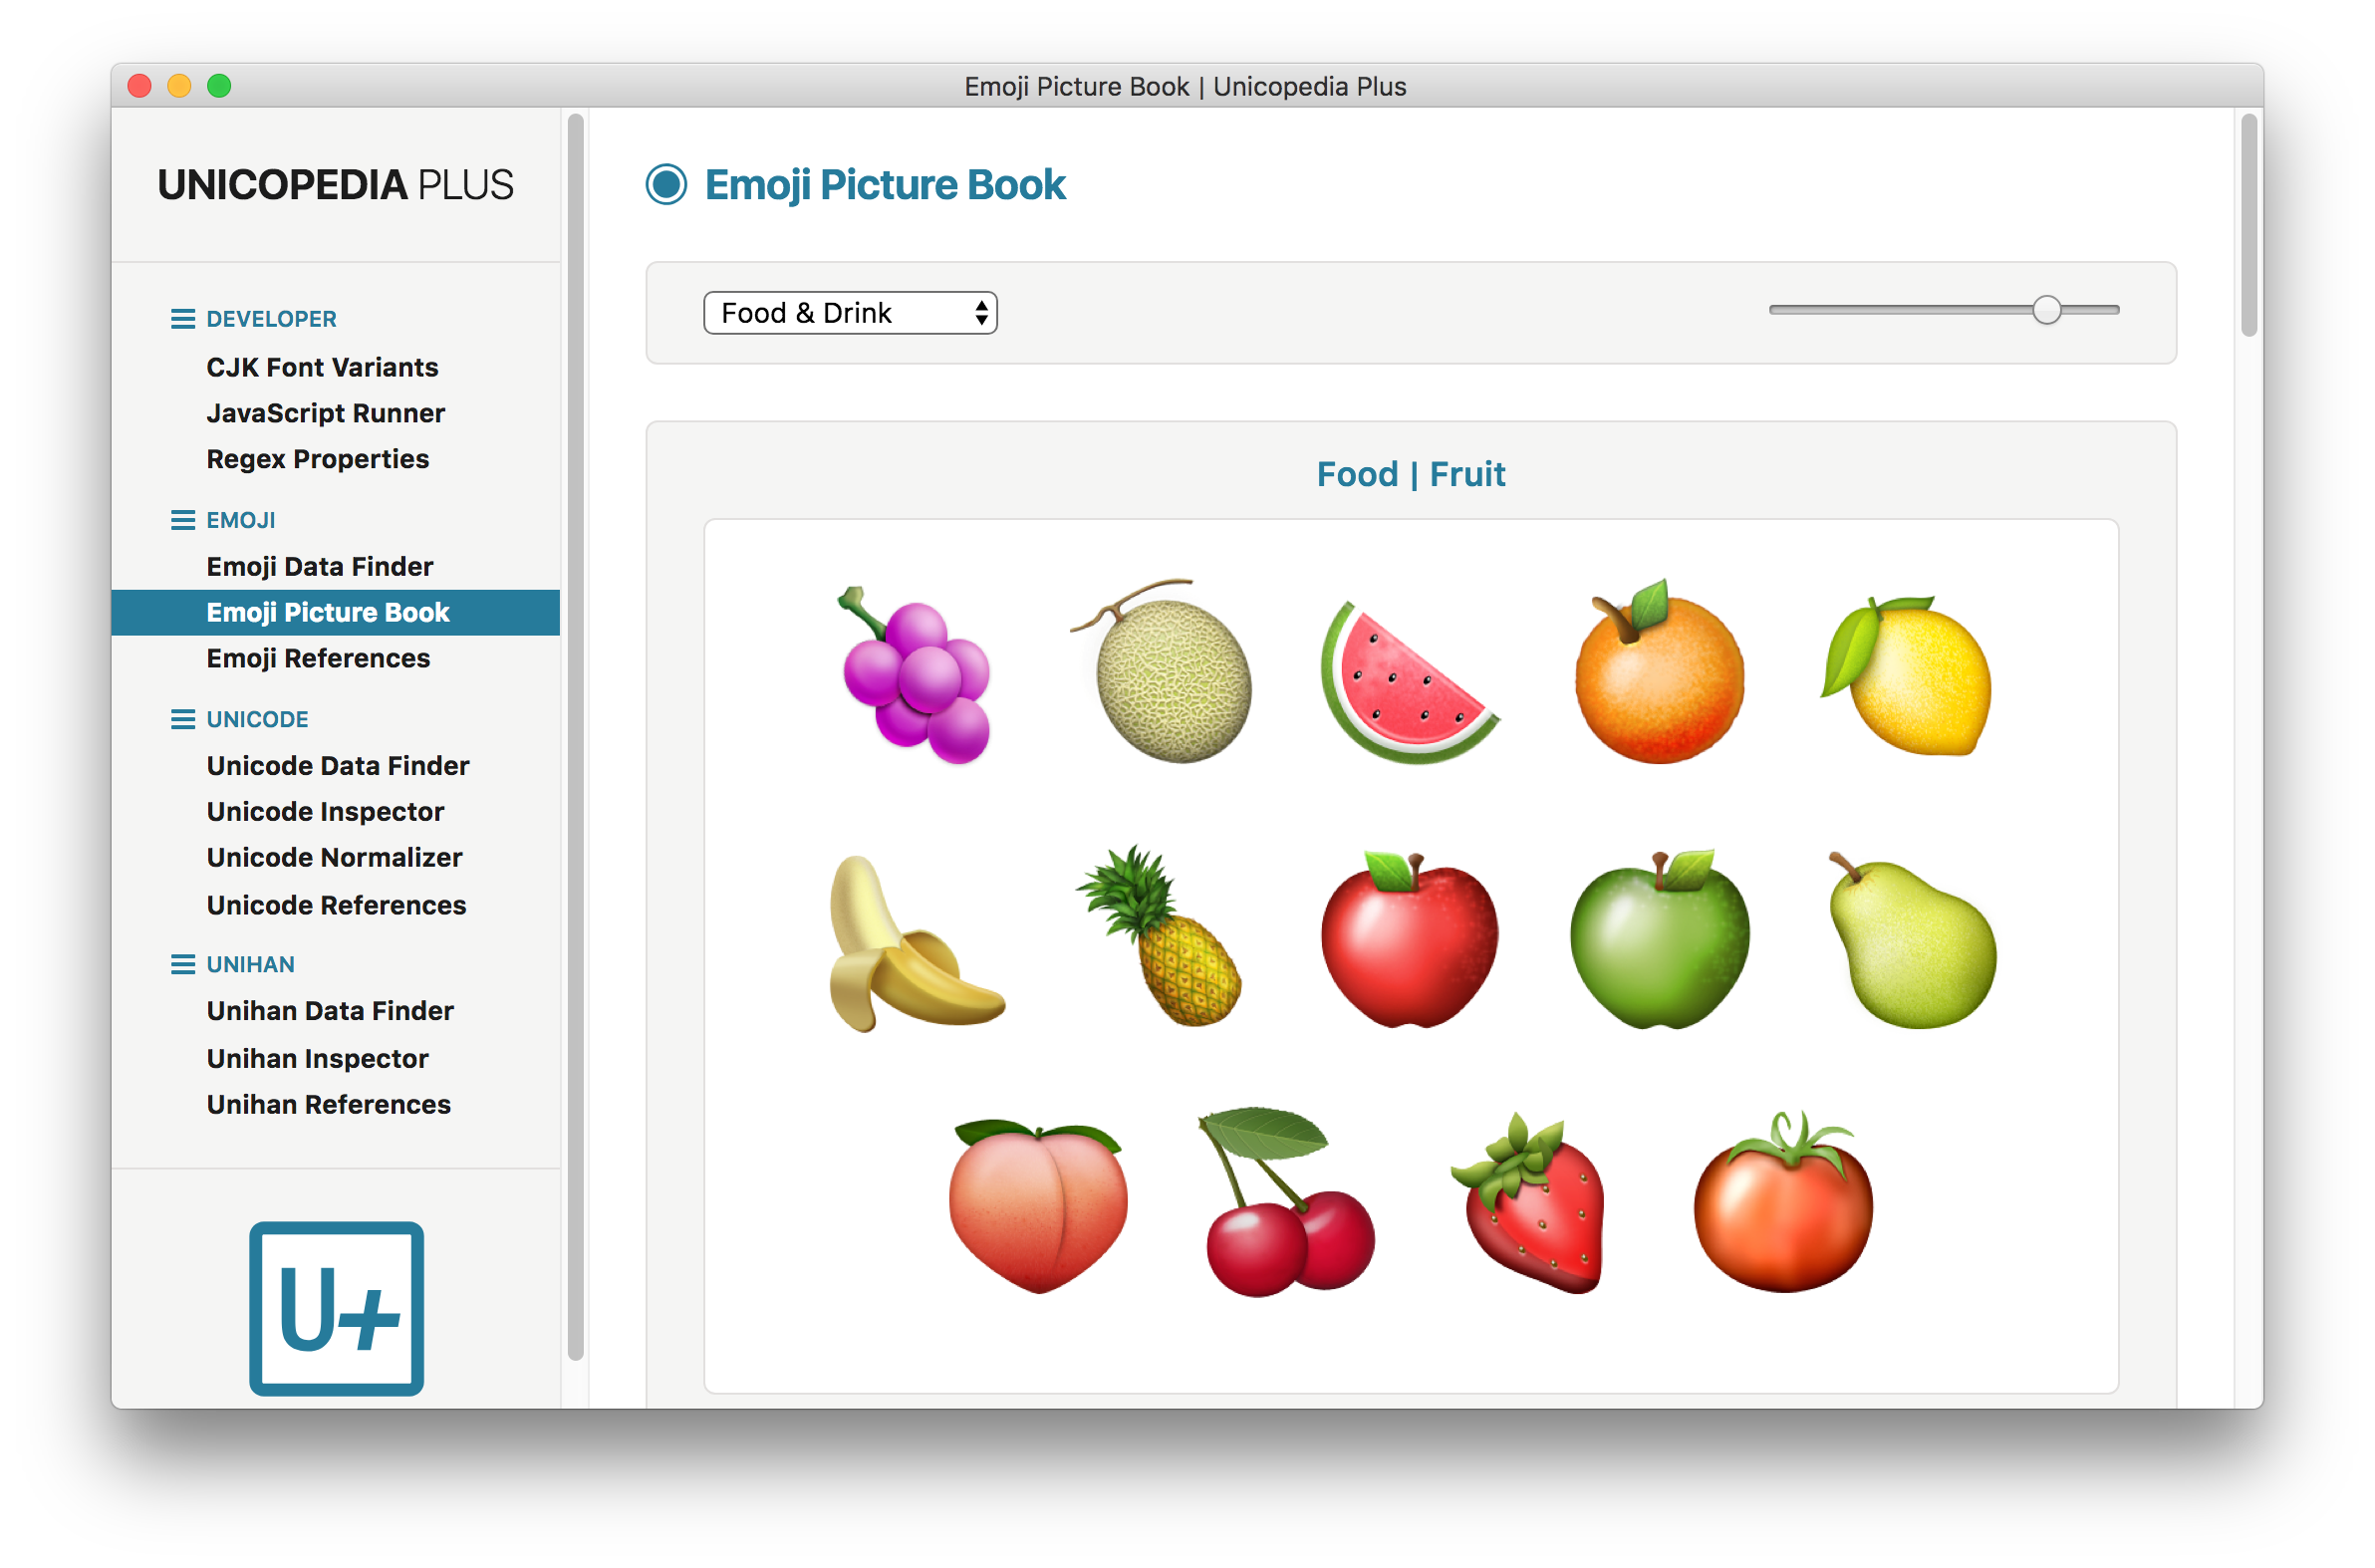 Emoji Picture Book | Unicopedia Plus
UNICOPEDIA PLUS
DEVELOPER
CJK Font Variants
JavaScript Runner
Regex Properties
EMOJI
Emoji Data Finder
Emoji Picture Book
Emoji References
UNICODE
Unicode Data Finder
Unicode Inspector
Unicode Normalizer
Unicode References
UNIHAN
Unihan Data Finder
Unihan Inspector
Unihan References
U+
Emoji Picture Book
Food & Drink
Food | Fruit